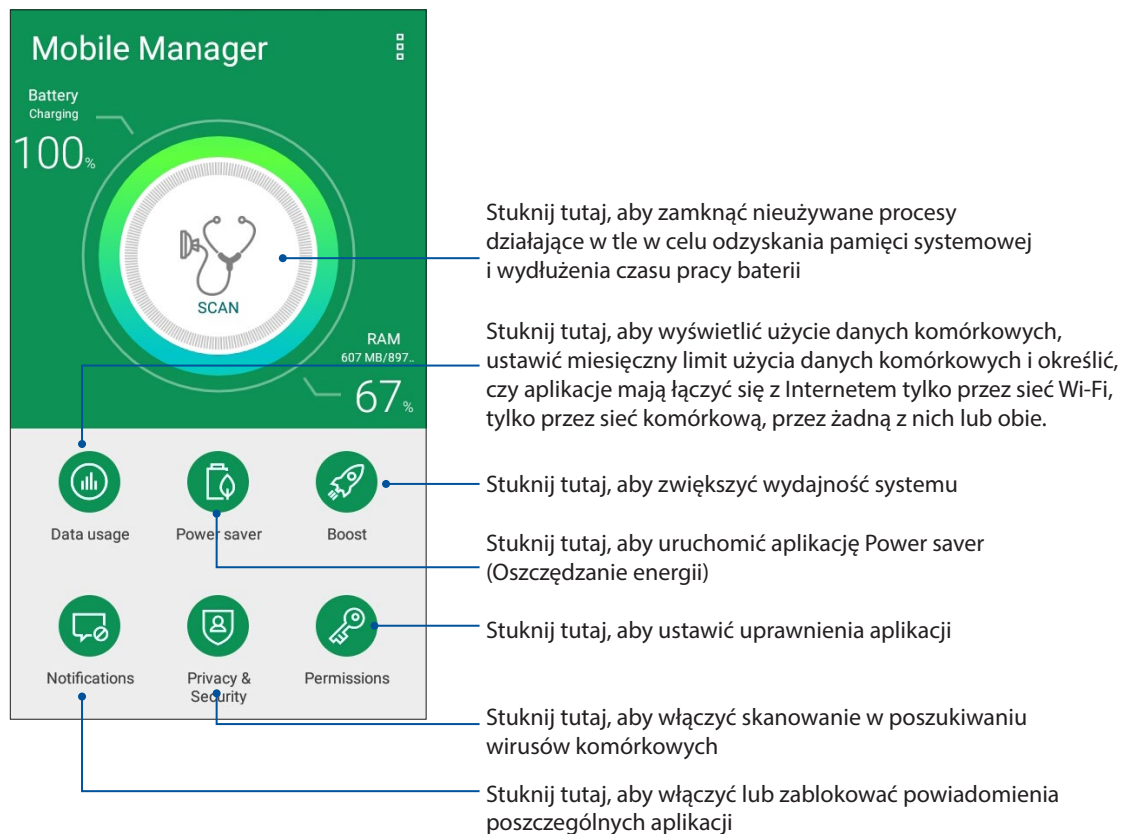 Mobile Manager
Battery
Charging
100%
SCAN
RAM
607 MB/897..
67%
Data usage
Power saver
Boost
Notifications
Privacy &
Security
Permissions
Stuknij tutaj, aby zamknąć nieużywane procesy
działające w tle w celu odzyskania pamięci systemowej
i wydłużenia czasu pracy baterii
Stuknij tutaj, aby wyświetlić użycie danych komórkowych,
ustawić miesięczny limit użycia danych komórkowych i określić,
czy aplikacje mają łączyć się z Internetem tylko przez sieć Wi-Fi,
tylko przez sieć komórkową, przez żadną z nich lub obie.
Stuknij tutaj, aby zwiększyć wydajność systemu
Stuknij tutaj, aby uruchomić aplikację Power saver
(Oszczędzanie energii)
Stuknij tutaj, aby ustawić uprawnienia aplikacji
Stuknij tutaj, aby włączyć skanowanie w poszukiwaniu
wirusów komórkowych
Stuknij tutaj, aby włączyć lub zablokować powiadomienia
poszczególnych aplikacji